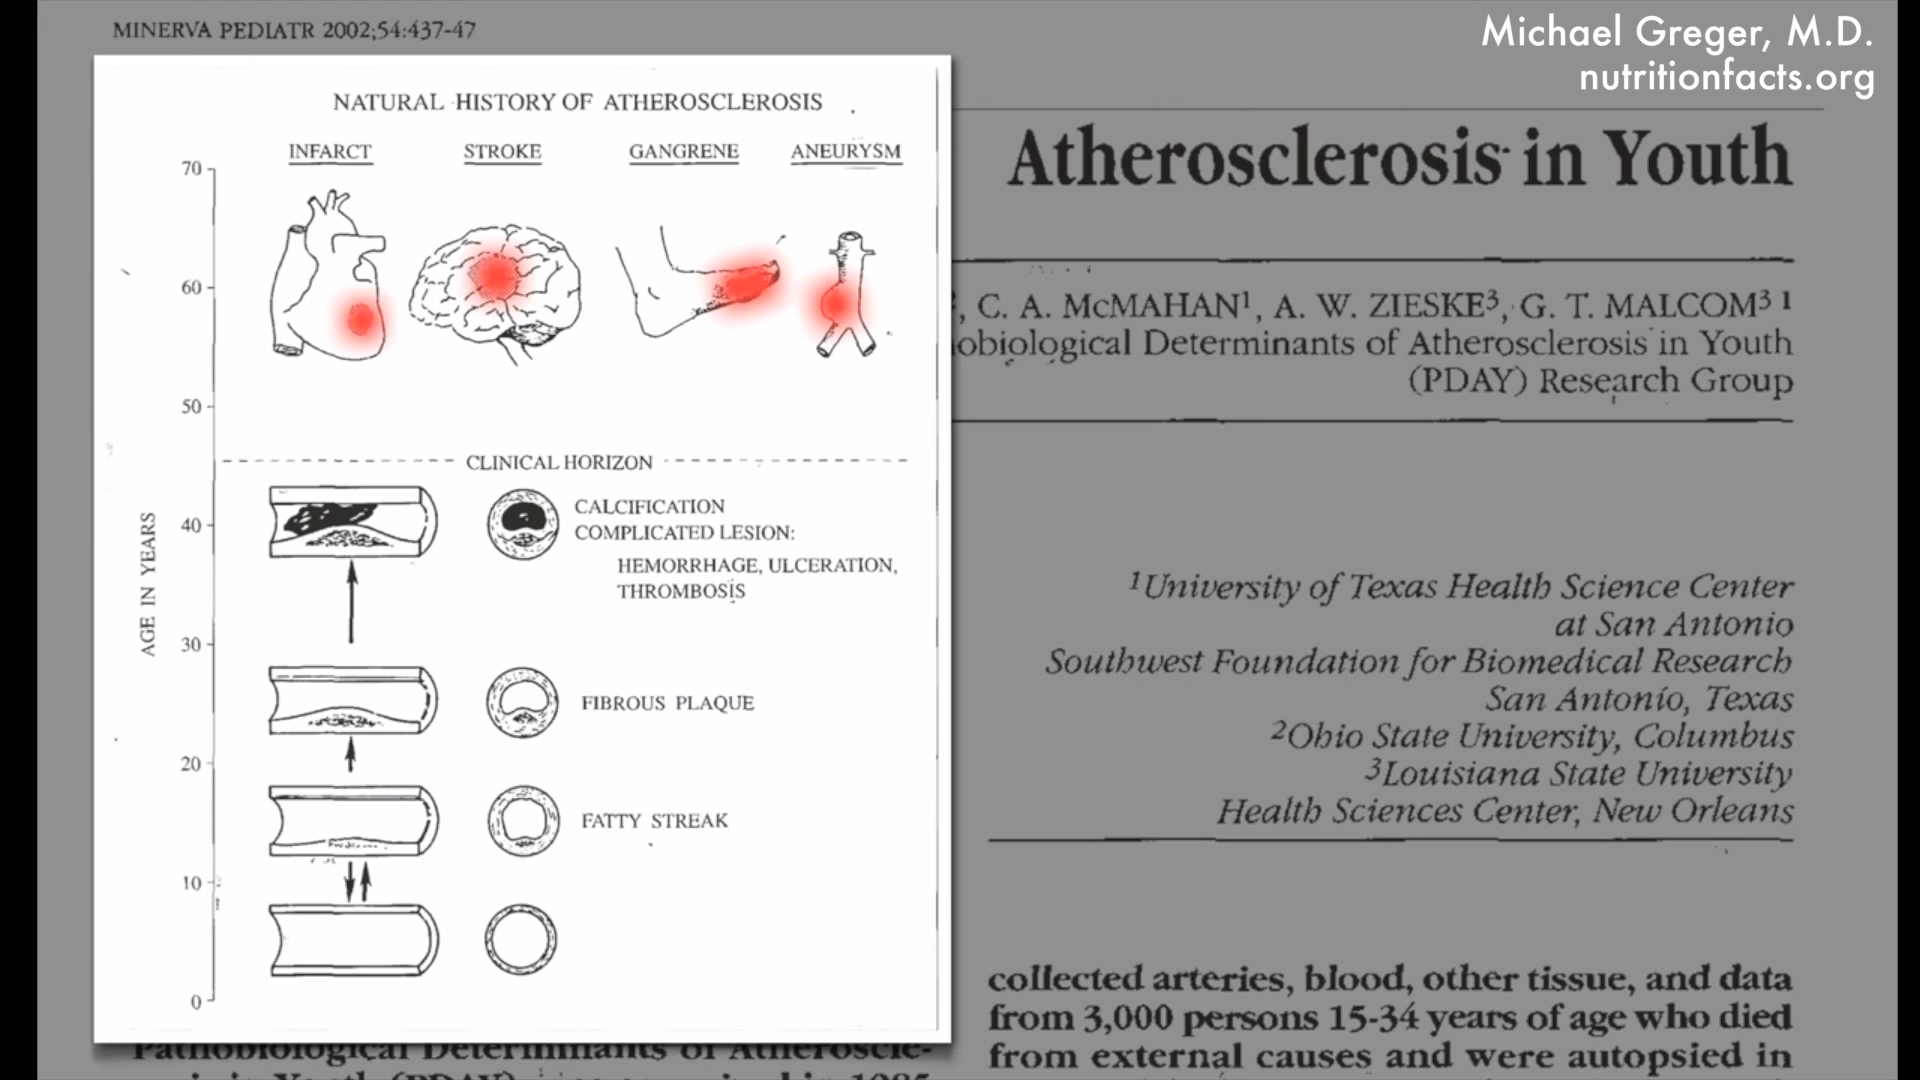 MINERVA PEDIATR 2002;54:437-47
Michael Greger, M.D.
nutritionfacts.org
NATURAL HISTORY OF ATHEROSCLEROSIS
INFARCT STROKE GANGRENE ANEURYSM
70
60
50
CLINICAL HORIZON
CALCIFICATION
40
COMPLICATED LESION:
HEMORRHAGE, ULCERATION,
THROMBOSIS
AGE IN YEARS
30
FIBROUS PLAQUE
20
FATTY STREAK
10
0
Atherosclerosis in Youth
, C. A. McMAHAN1, A. W. ZIESKE3, G. T. MALCOM3 1
obiological Determinants of Atherosclerosis in Youth
(PDAY) Research Group
1University of Texas Health Science Center
at San Antonio
Southwest Foundation for Biomedical Research
San Antonio, Texas
2Ohio State University, Columbus
3Louisiana State University
Health Sciences Center, New Orleans
collected arteries, blood, other tissue, and data
from 3,000 persons 15-34 years of age who died
from external causes and were autopsied in
Pathobiological Determinants of Atheroscle-